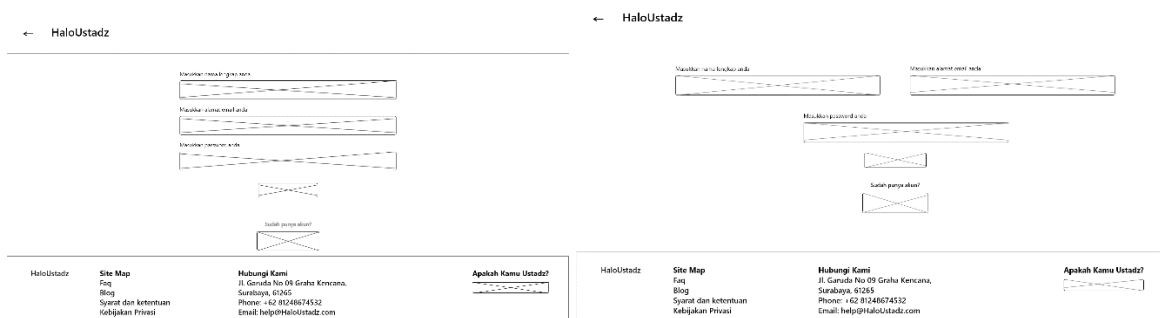 ← HaloUstadz
Masukkan nama lengkap anda
Masukkan alamat email anda
Masukkan password anda
Sudah punya akun?
HaloUstadz
Site Map
Faq
Blog
Syarat dan ketentuan
Kebijakan Privasi
Hubungi Kami
Jl. Garuda No 09 Graha Kencana,
Surabaya, 61265
Phone: +62 81248674532
Email: help@HaloUstadz.com
Apakah Kamu Ustadz?
← HaloUstadz
Masukkan nama lengkap anda
Masukkan alamat email anda
Masukkan password anda
Sudah punya akun?
HaloUstadz
Site Map
Faq
Blog
Syarat dan ketentuan
Kebijakan Privasi
Hubungi Kami
Jl. Garuda No 09 Graha Kencana,
Surabaya, 61265
Phone: +62 81248674532
Email: help@HaloUstadz.com
Apakah Kamu Ustadz?